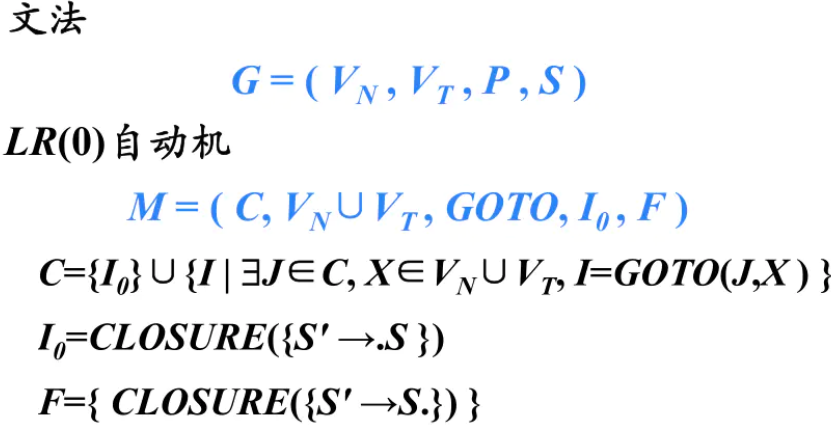 文法
G = ( V_N , V_T , P , S )
LR(0)自动机
M = ( C, V_N∪V_T , GOTO, I_0 , F )
C={I_0}∪{I | ∃J∈C, X∈V_N∪V_T, I=GOTO(J,X ) }
I_0=CLOSURE({S' →.S })
F={ CLOSURE({S' →S.}) }